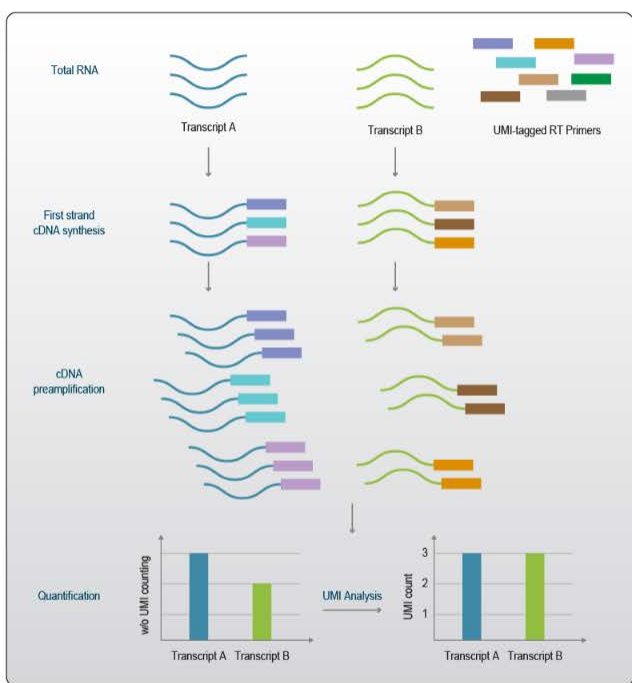 Total RNA
Transcript A
Transcript B
UMI-tagged RT Primers
First strand
cDNA synthesis
cDNA
preamplification
Quantification
w/o UMI counting
Transcript A
Transcript B
UMI Analysis
UMI count
3
2
1
Transcript A
Transcript B